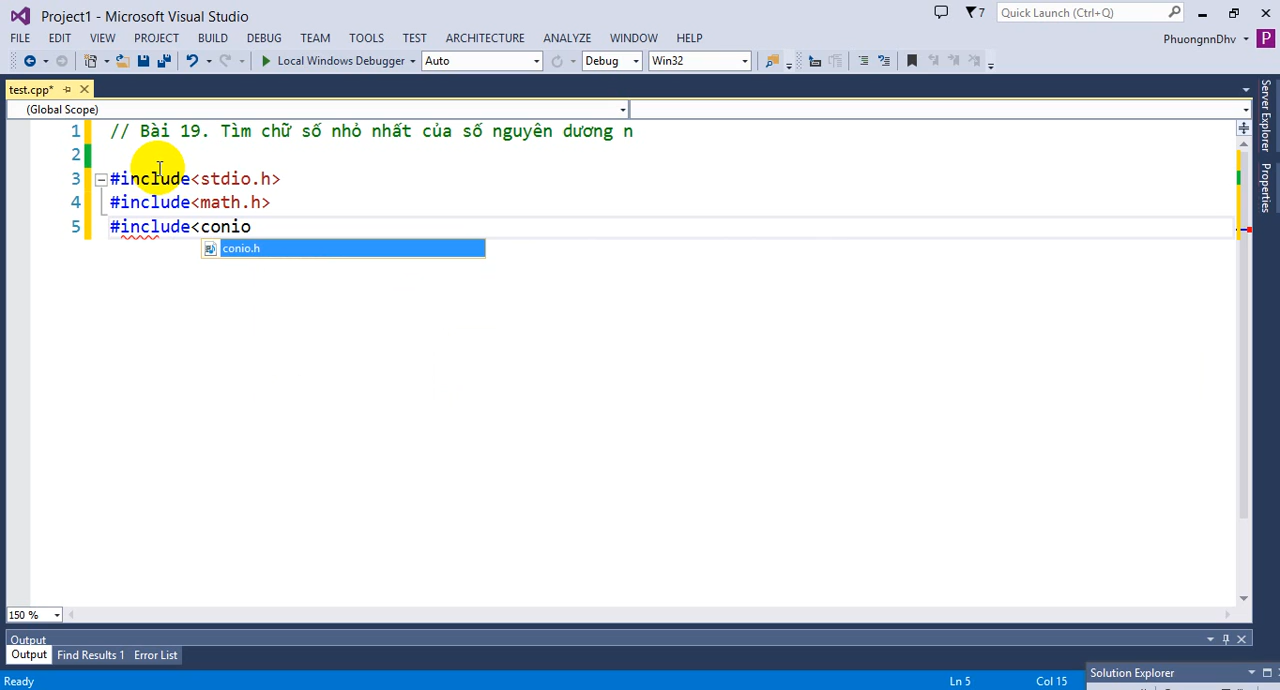 Project1 - Microsoft Visual Studio
7
Quick Launch (Ctrl+Q)
FILE EDIT VIEW PROJECT BUILD DEBUG TEAM TOOLS TEST ARCHITECTURE ANALYZE WINDOW HELP
PhuongnnDhv P
Local Windows Debugger Auto Debug Win32
test.cpp*
(Global Scope)
1 // Bài 19. Tìm chữ số nhỏ nhất của số nguyên dương n
2
3 #include<stdio.h>
4 #include<math.h>
5 #include<conio
conio.h
Server Explorer
Properties
150 %
Output
Output Find Results 1 Error List
Solution Explorer
Ready Ln 5 Col 15